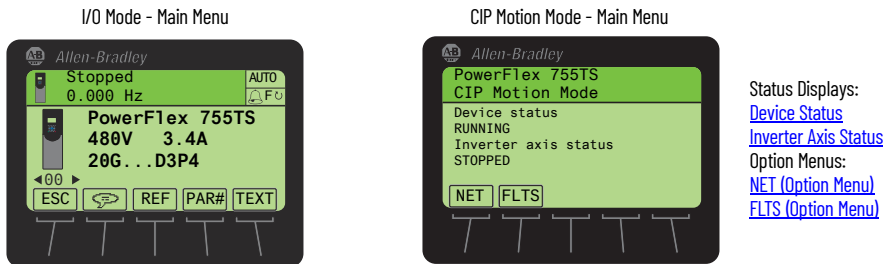 I/O Mode - Main Menu
AB Allen-Bradley
Stopped AUTO
0.000 Hz F
PowerFlex 755TS
480V 3.4A
20G...D3P4
00
ESC REF PAR# TEXT
CIP Motion Mode - Main Menu
AB Allen-Bradley
PowerFlex 755TS
CIP Motion Mode
Device status
RUNNING
Inverter axis status
STOPPED
NET FLTS
Status Displays:
Device Status
Inverter Axis Status
Option Menus:
NET (Option Menu)
FLTS (Option Menu)